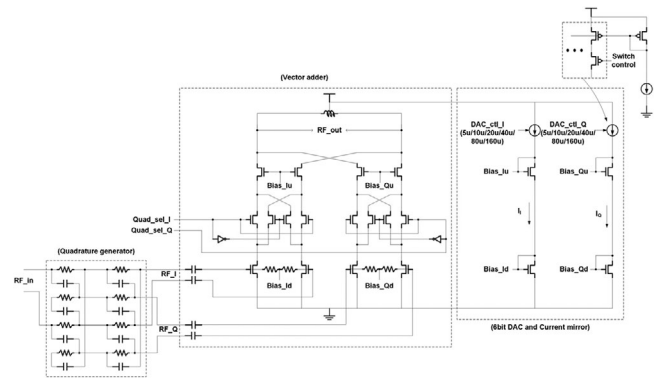 Switch
control
(Vector adder)
RF_out
DAC_ctl_I
(5u/10u/20u/40u/
80u/160u)
DAC_ctl_Q
(5u/10u/20u/40u/
80u/160u)
Bias_Iu
Bias_Qu
Bias_Iu
Bias_Qu
Quad_sel_I
Quad_sel_Q
I_I
I_Q
(Quadrature generator)
RF_in
RF_I
Bias_Id
Bias_Qd
Bias_Id
Bias_Qd
RF_Q
(6bit DAC and Current mirror)